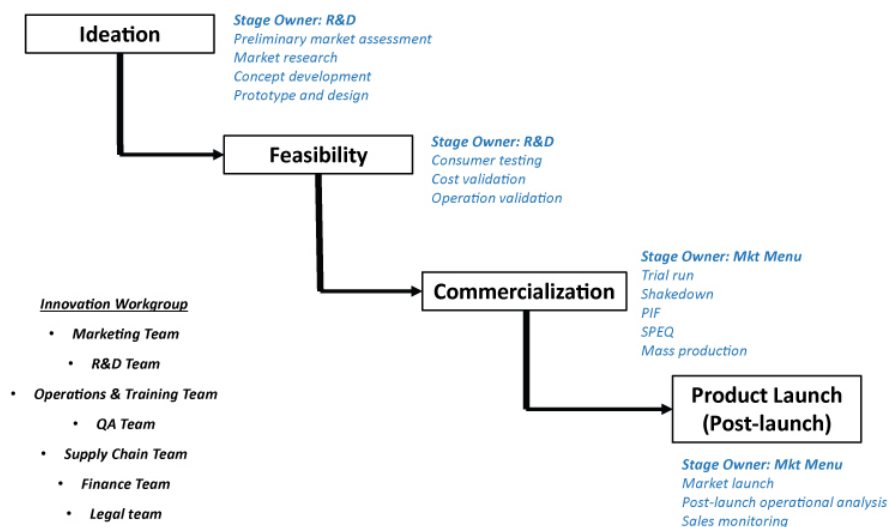 Ideation
Stage Owner: R&D
Preliminary market assessment
Market research
Concept development
Prototype and design
Feasibility
Stage Owner: R&D
Consumer testing
Cost validation
Operation validation
Commercialization
Stage Owner: Mkt Menu
Trial run
Shakedown
PIF
SPEQ
Mass production
Innovation Workgroup
• Marketing Team
• R&D Team
• Operations & Training Team
• QA Team
• Supply Chain Team
• Finance Team
• Legal team
Product Launch
(Post-launch)
Stage Owner: Mkt Menu
Market launch
Post-launch operational analysis
Sales monitoring